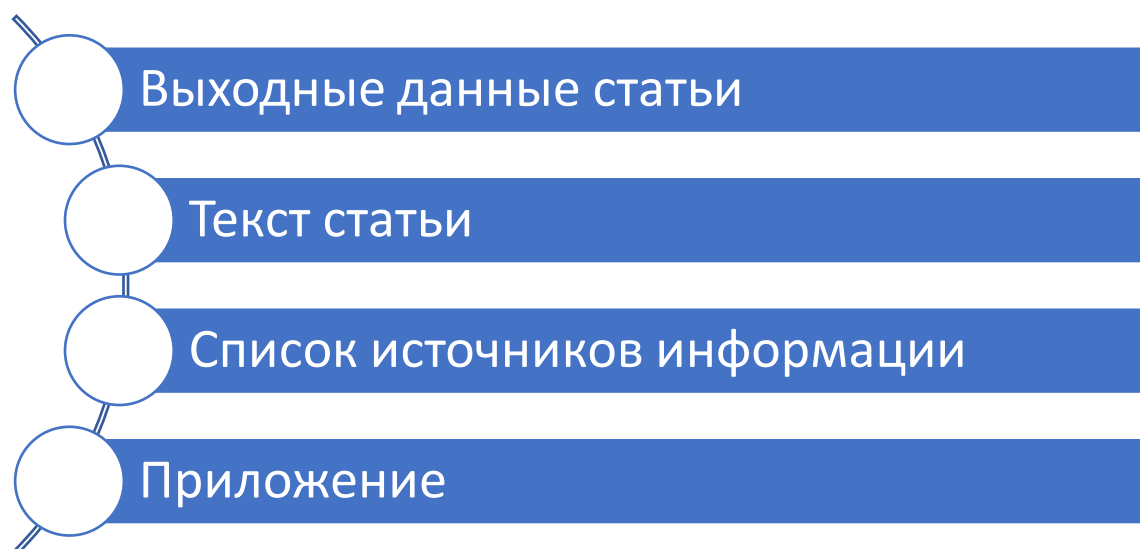 Выходные данные статьи
Текст статьи
Список источников информации
Приложение